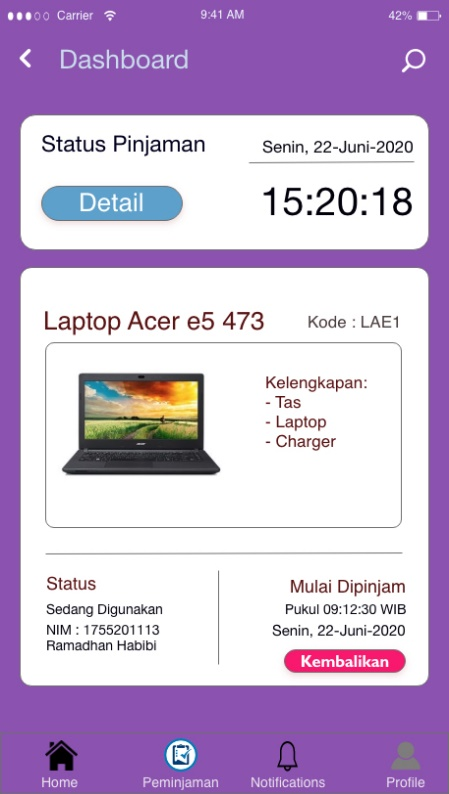 Carrier 9:41 AM 42%
Dashboard
Status Pinjaman
Senin, 22-Juni-2020
Detail
15:20:18
Laptop Acer e5 473
Kode : LAE1
Kelengkapan:
- Tas
- Laptop
- Charger
Status
Sedang Digunakan
NIM : 1755201113
Ramadhan Habibi
Mulai Dipinjam
Pukul 09:12:30 WIB
Senin, 22-Juni-2020
Kembalikan
Home Peminjaman Notifications Profile